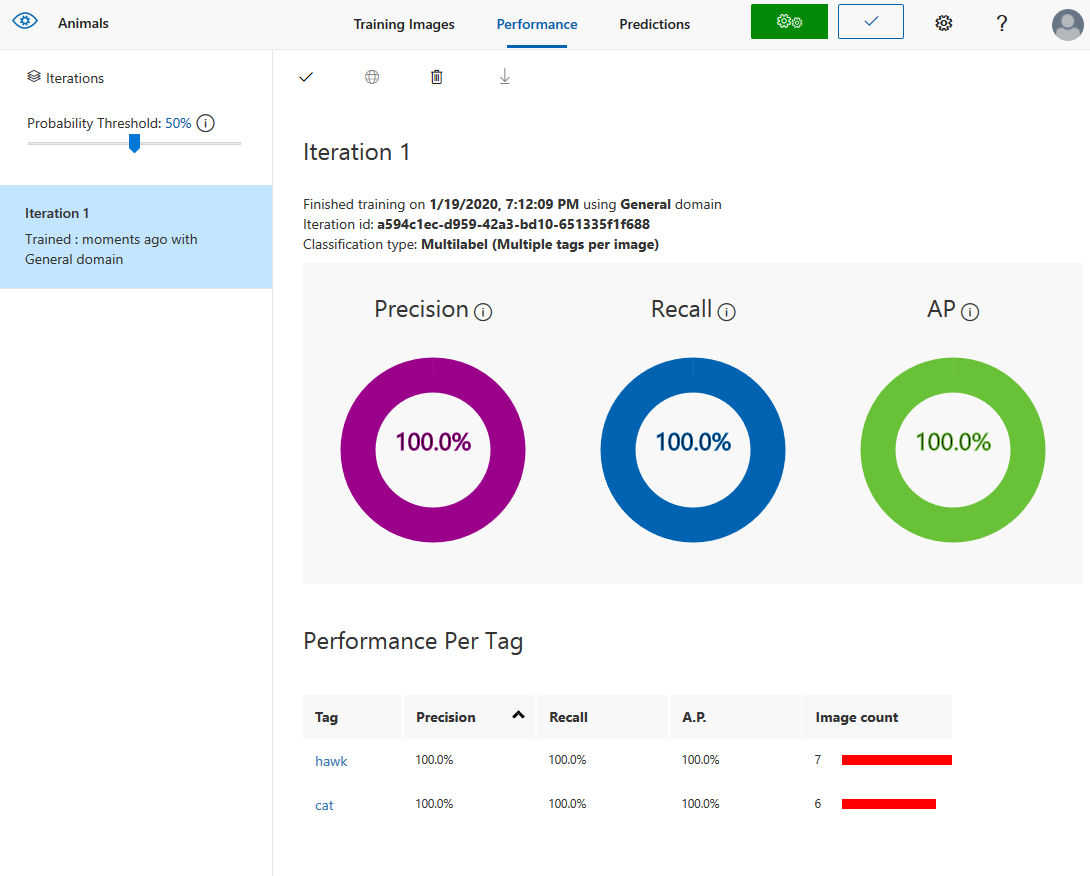 Animals
Training Images
Performance
Predictions
?
Iterations
Probability Threshold: 50%
Iteration 1
Trained : moments ago with
General domain
Iteration 1
Finished training on 1/19/2020, 7:12:09 PM using General domain
Iteration id: a594c1ec-d959-42a3-bd10-651335f1f688
Classification type: Multilabel (Multiple tags per image)
Precision
Recall
AP
100.0%
100.0%
100.0%
Performance Per Tag
Tag Precision Recall A.P. Image count
hawk 100.0% 100.0% 100.0% 7
cat 100.0% 100.0% 100.0% 6